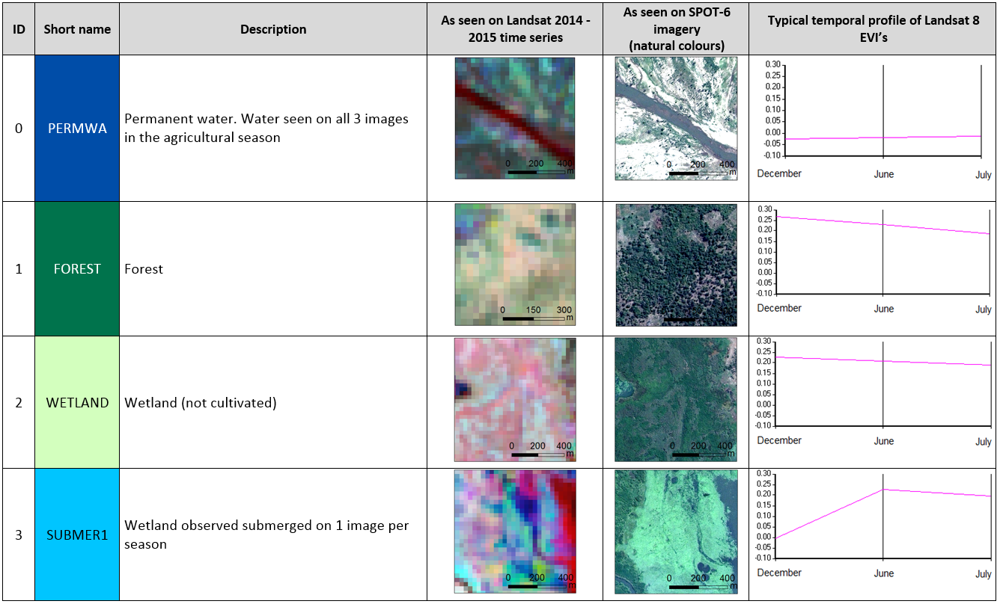 ID
Short name
Description
As seen on Landsat 2014 -
2015 time series
As seen on SPOT-6
imagery
(natural colours)
Typical temporal profile of Landsat 8
EVI’s
0
PERMWA
Permanent water. Water seen on all 3 images
in the agricultural season
0 200 400
m
0 200 400
m
0.30
0.25
0.20
0.15
0.10
0.05
0.00
-0.05
-0.10
December June July
1
FOREST
Forest
0 150 300
m
0.30
0.25
0.20
0.15
0.10
0.05
0.00
-0.05
-0.10
December June July
2
WETLAND
Wetland (not cultivated)
0 200 400
m
0 200 400
m
0.30
0.25
0.20
0.15
0.10
0.05
0.00
-0.05
-0.10
December June July
3
SUBMER1
Wetland observed submerged on 1 image per
season
0 200 400
m
0 200 400
m
0.30
0.25
0.20
0.15
0.10
0.05
0.00
-0.05
-0.10
December June July